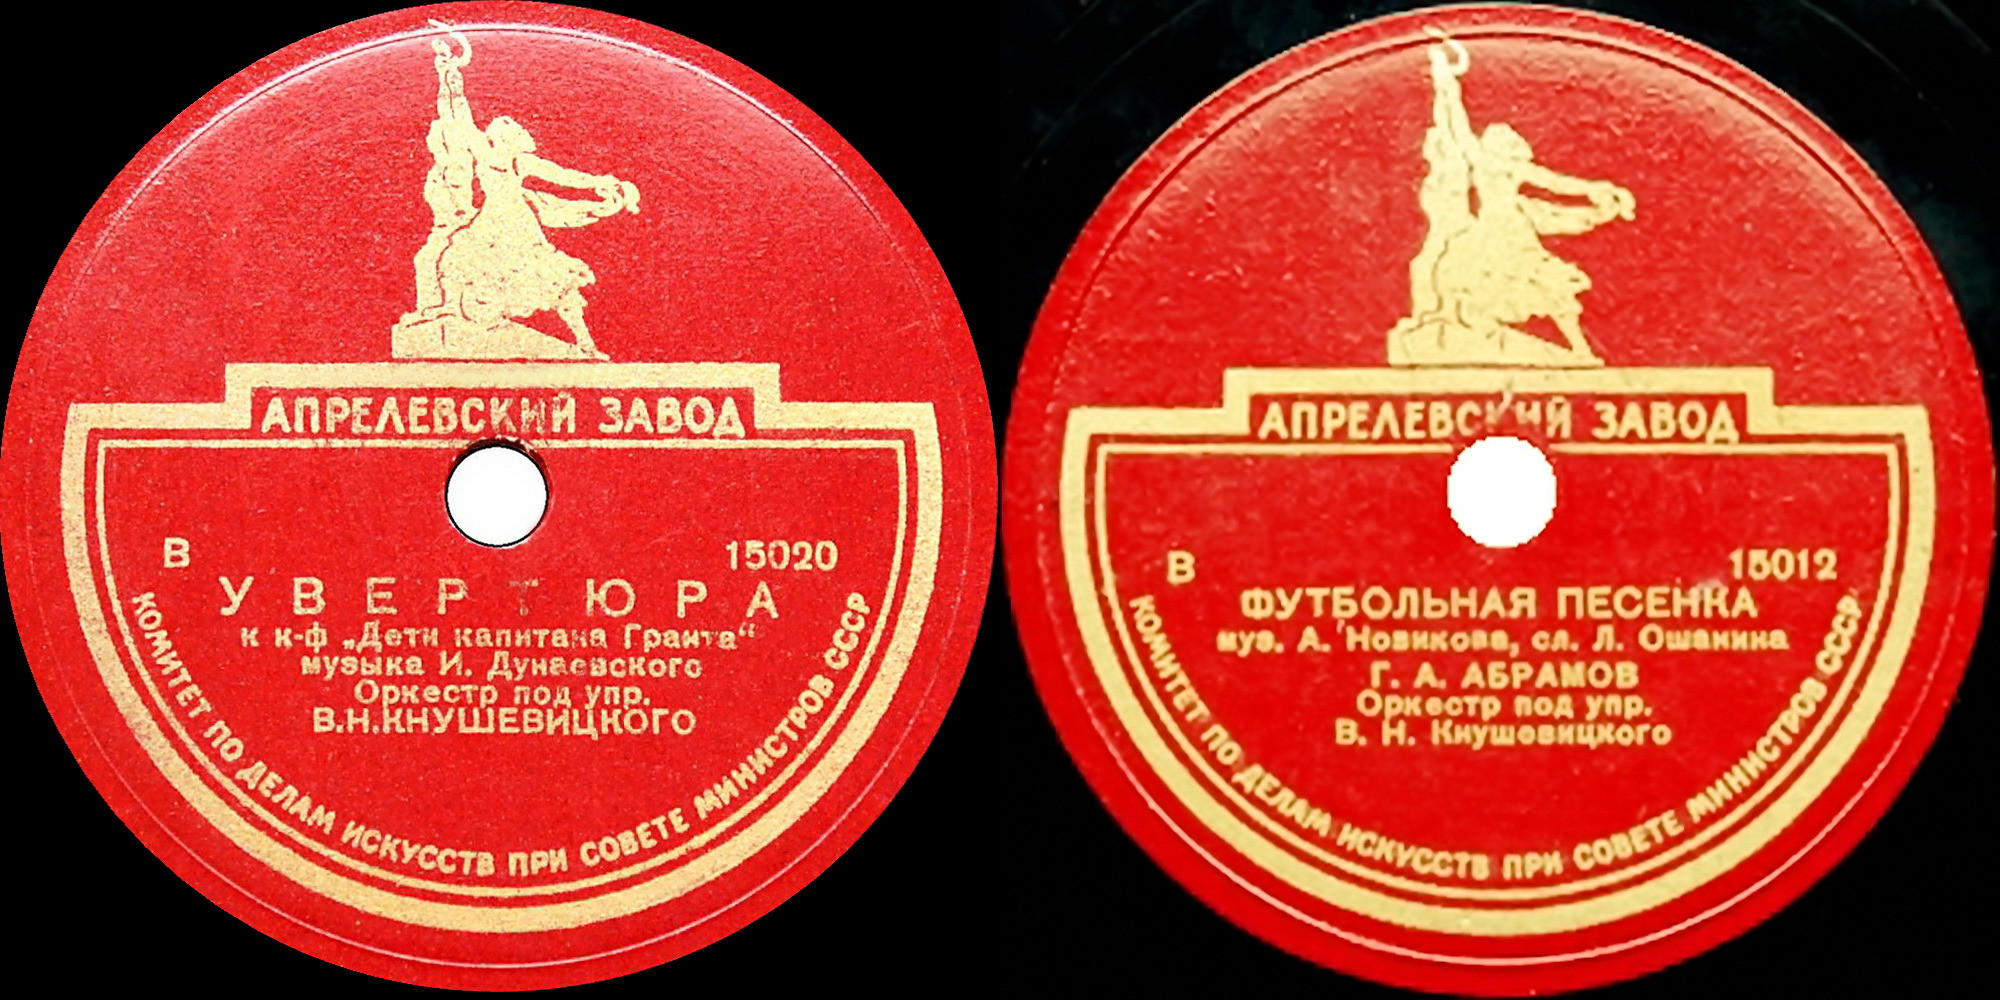 АПРЕЛЕВСКИЙ ЗАВОД
В 15020
УВЕРТЮРА
к к-ф „Дети капитана Гранта“
музыка И. Дунаевского
Оркестр под упр.
В.Н.КНУШЕВИЦКОГО
КОМИТЕТ ПО ДЕЛАМ ИСКУССТВ ПРИ СОВЕТЕ МИНИСТРОВ СССР
АПРЕЛЕВСКИЙ ЗАВОД
В 15012
ФУТБОЛЬНАЯ ПЕСЕНКА
муз. А. Новикова, сл. Л. Ошанина
Г. А. АБРАМОВ
Оркестр под упр.
В. Н. Кнушевицкого
КОМИТЕТ ПО ДЕЛАМ ИСКУССТВ ПРИ СОВЕТЕ МИНИСТРОВ СССР